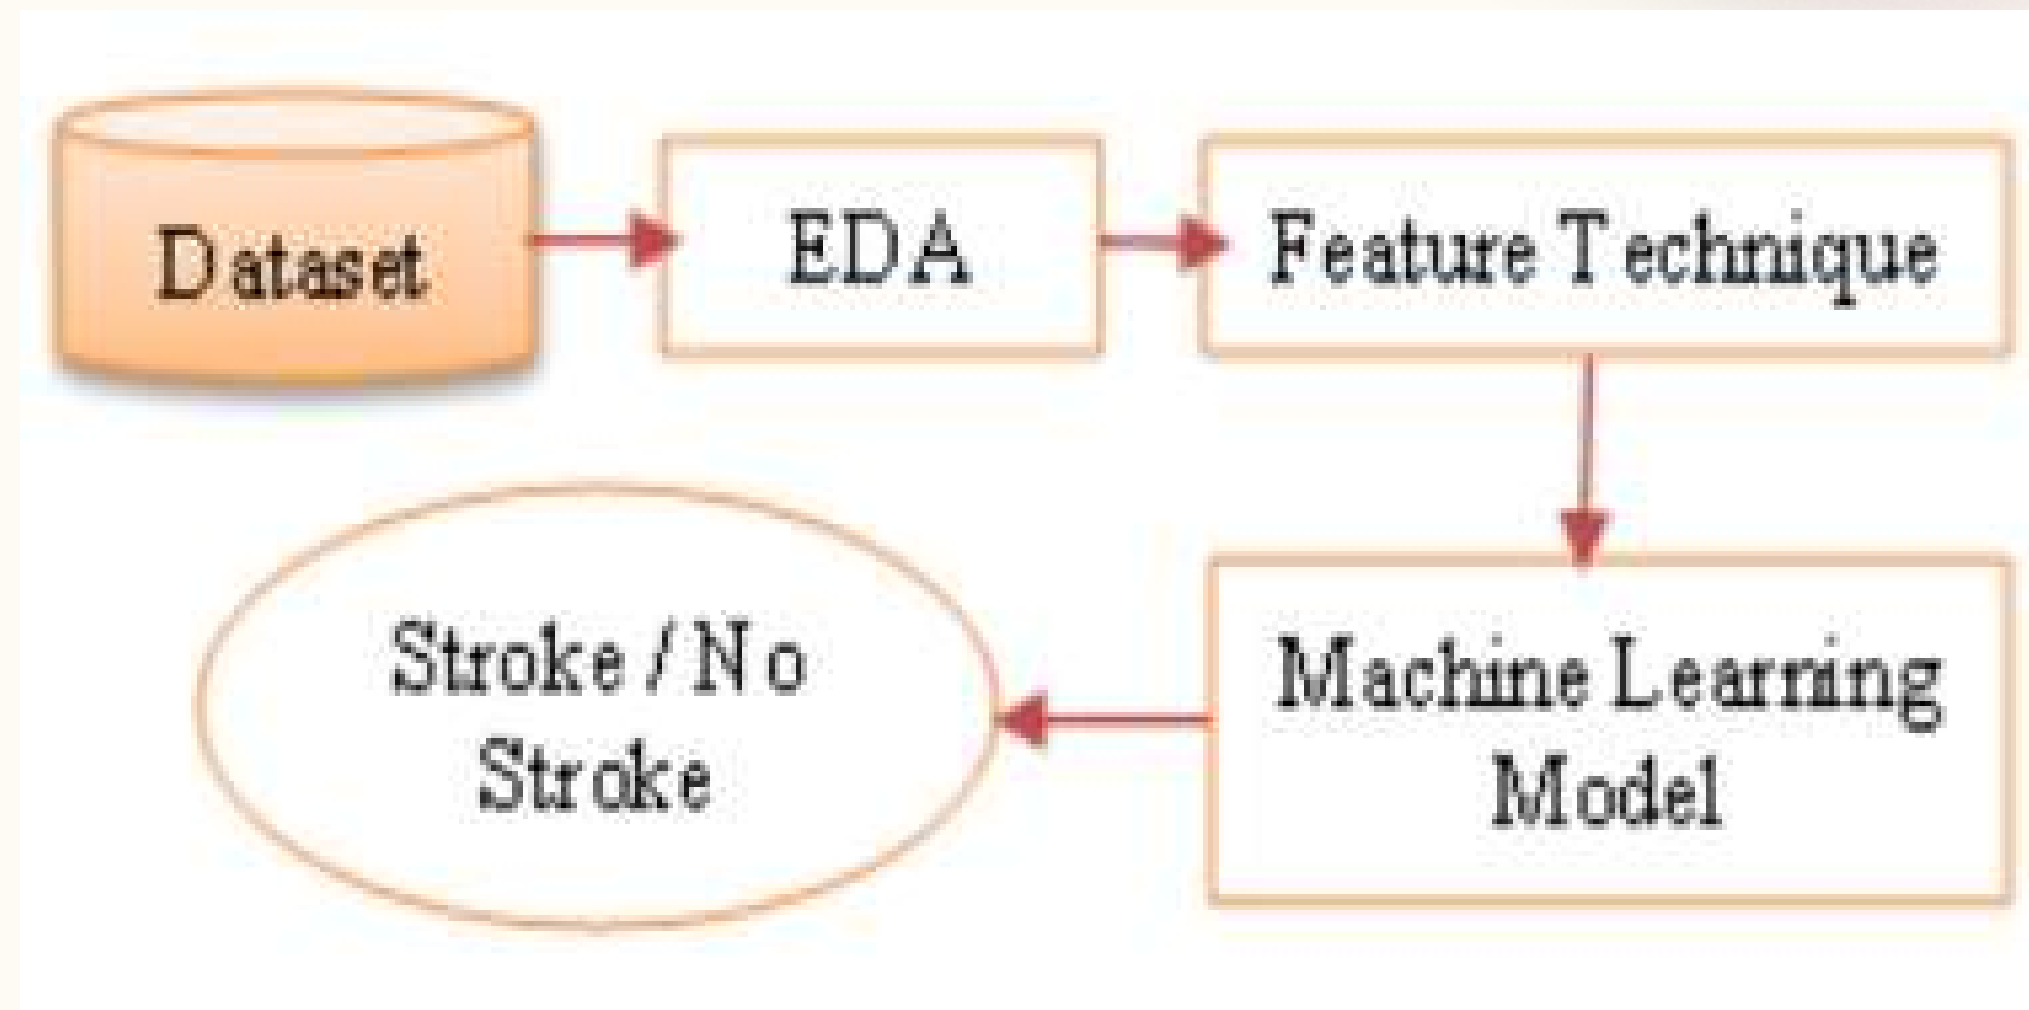 Dataset
EDA
Feature Technique
Machine Learning
Model
Stroke / No
Stroke